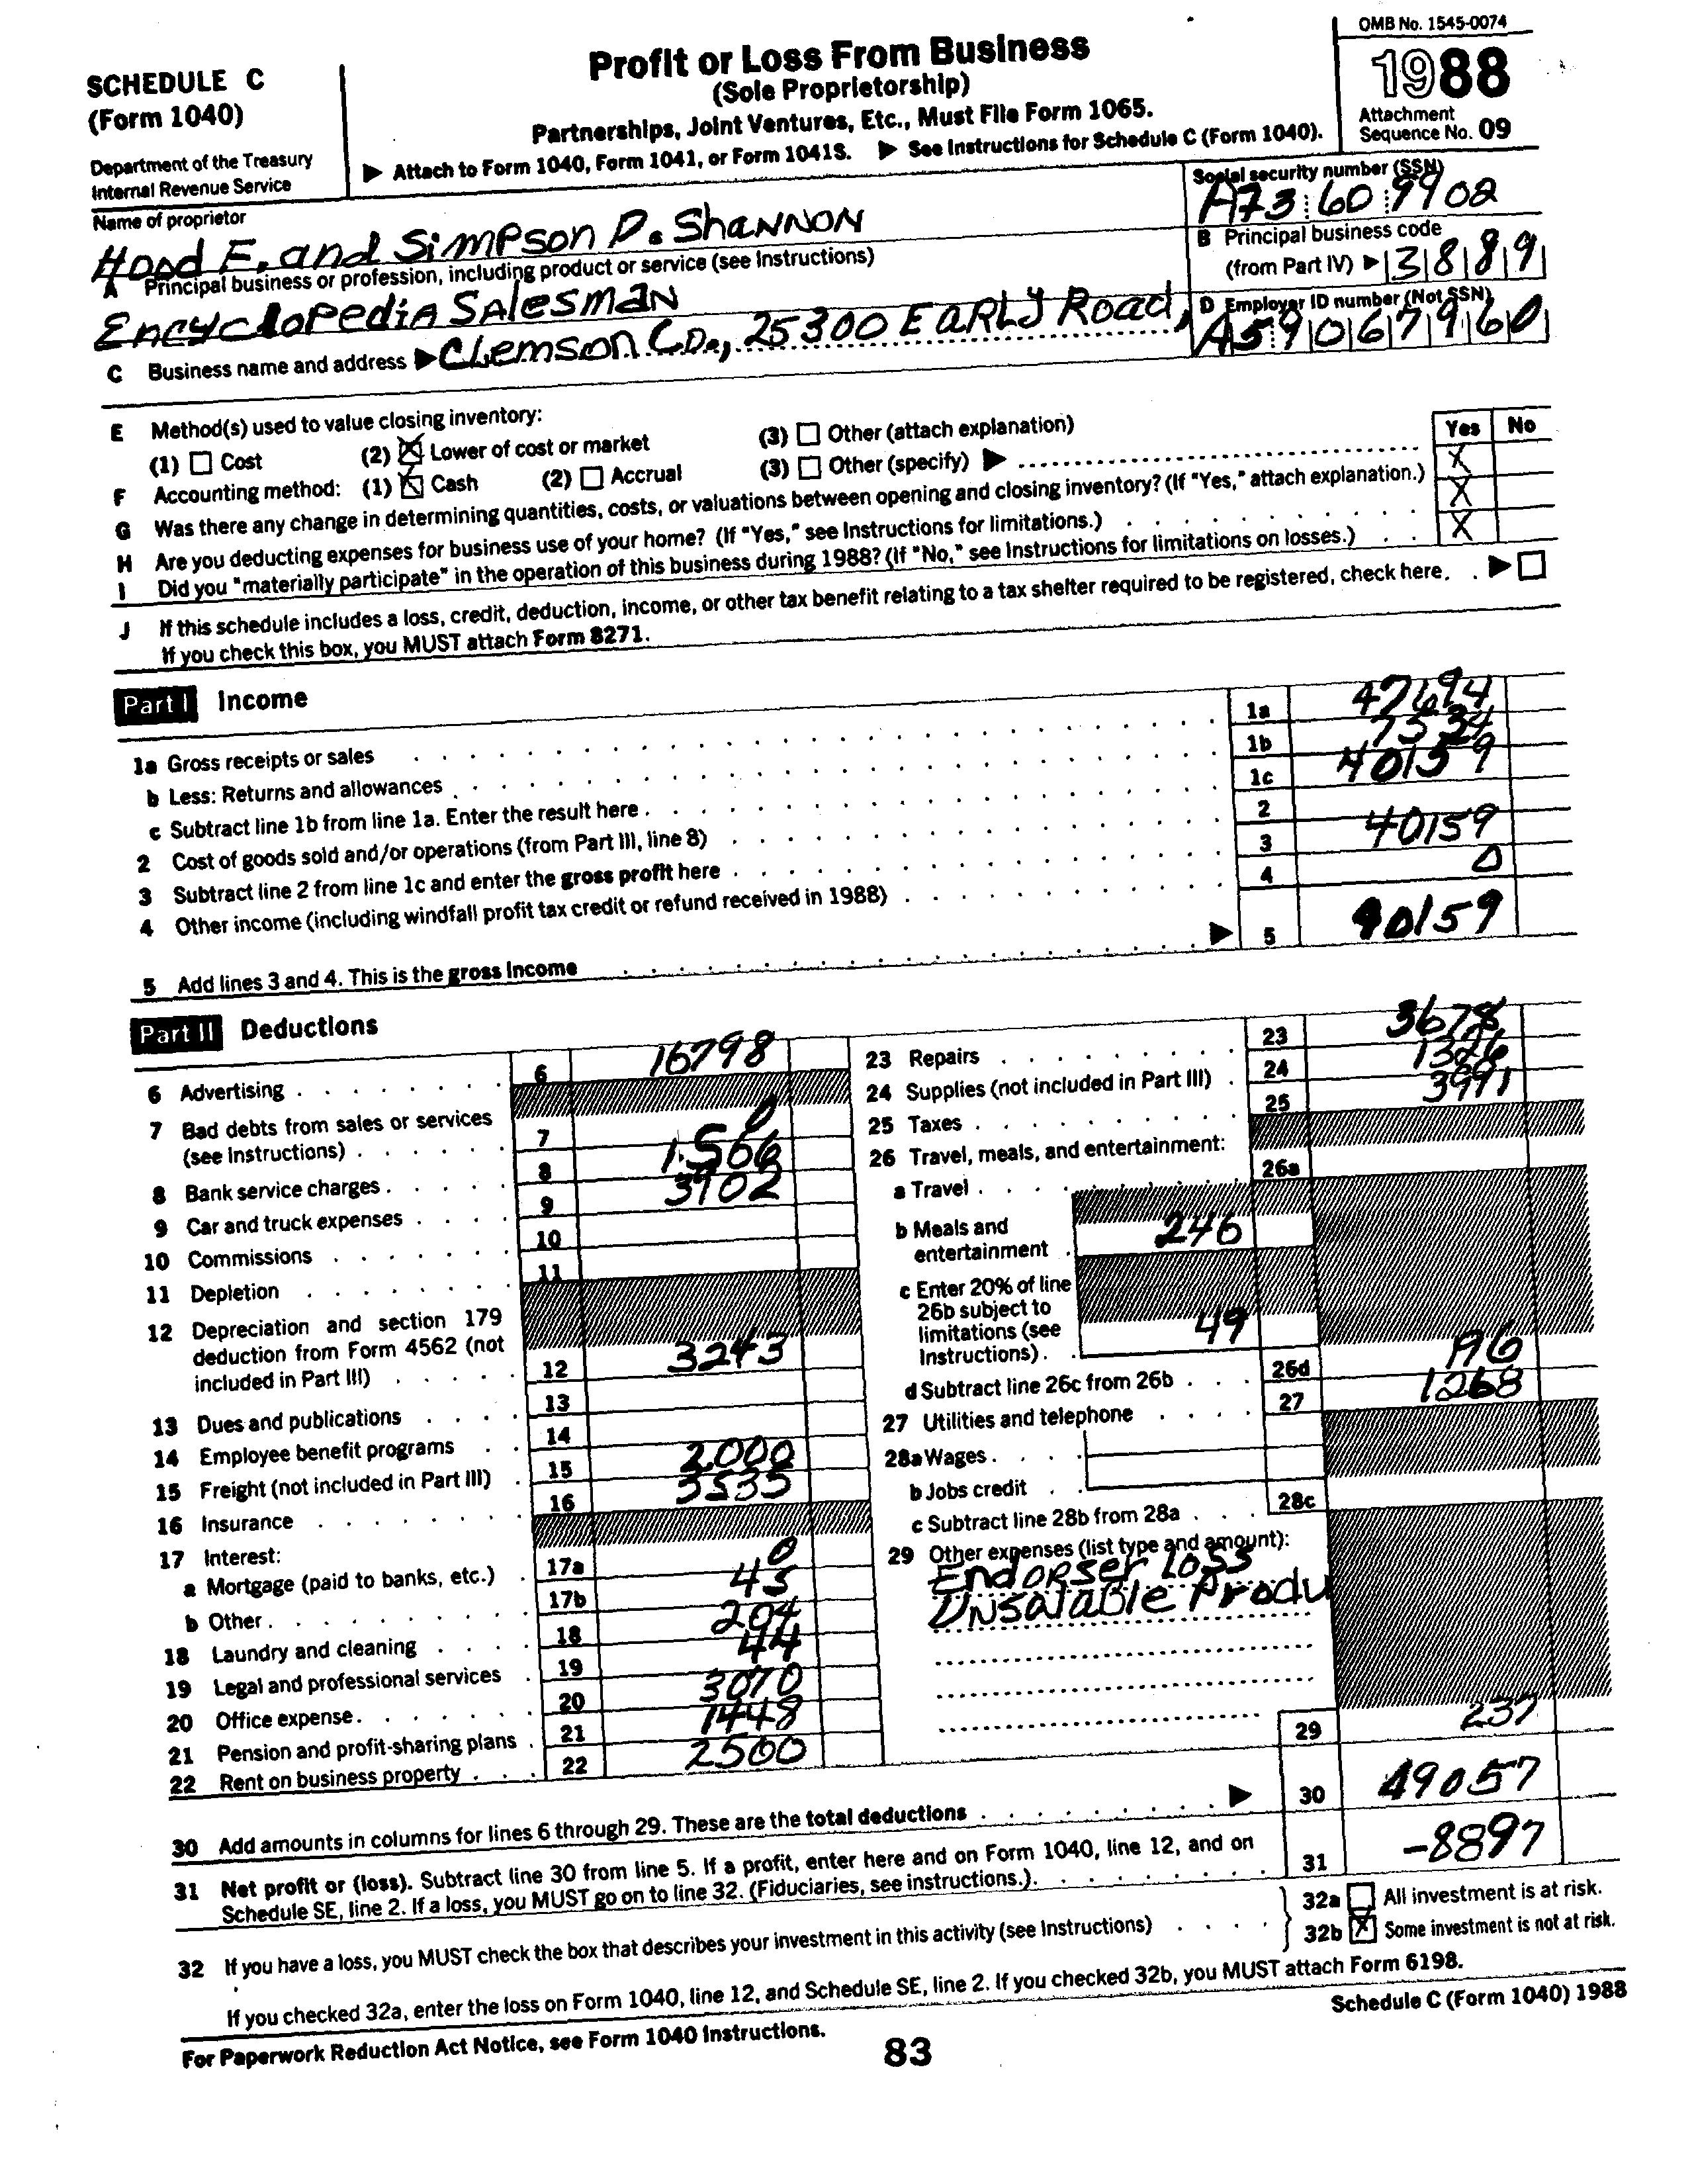 OMB No. 1545-0074
SCHEDULE C
(Form 1040)
Department of the Treasury
Internal Revenue Service
Profit or Loss From Business
(Sole Proprietorship)
Partnerships, Joint Ventures, Etc., Must File Form 1065.
▶ Attach to Form 1040, Form 1041, or Form 1041S. ▶ See Instructions for Schedule C (Form 1040).
1988
Attachment
Sequence No. 09
Name of proprietor
Hood F. and Simpson D. Shannon
Social security number (SSN)
A73 60 9902
A Principal business or profession, including product or service (see Instructions)
Encyclopedia Salesman
B Principal business code
(from Part IV) ▶ 3889
C Business name and address ▶ Clemson Co., 25300 Early Road,
D Employer ID number (Not SSN)
A59067960
E Method(s) used to value closing inventory:
(1) Cost (2) X Lower of cost or market (3) Other (attach explanation)
Yes No
F Accounting method: (1) X Cash (2) Accrual (3) Other (specify) ▶
G Was there any change in determining quantities, costs, or valuations between opening and closing inventory? (If "Yes," attach explanation.) X
H Are you deducting expenses for business use of your home? (If "Yes," see Instructions for limitations.) X
I Did you "materially participate" in the operation of this business during 1988? (If "No," see Instructions for limitations on losses.) X
J If this schedule includes a loss, credit, deduction, income, or other tax benefit relating to a tax shelter required to be registered, check here. ▶
If you check this box, you MUST attach Form 8271.
Part I Income
1a Gross receipts or sales 1a 47694
b Less: Returns and allowances 1b 7534
c Subtract line 1b from line 1a. Enter the result here 1c 40159
2 Cost of goods sold and/or operations (from Part III, line 8) 2
3 Subtract line 2 from line 1c and enter the gross profit here 3 40159
4 Other income (including windfall profit tax credit or refund received in 1988) 4 0
5 Add lines 3 and 4. This is the gross income ▶ 5 40159
Part II Deductions
6 Advertising 6 16798
7 Bad debts from sales or services
(see Instructions) 7 0
8 Bank service charges 8 1566
9 Car and truck expenses 9 3902
10 Commissions 10
11 Depletion 11
12 Depreciation and section 179
deduction from Form 4562 (not
included in Part III) 12 3243
13 Dues and publications 13
14 Employee benefit programs 14
15 Freight (not included in Part III) 15 2000
16 Insurance 16 3535
17 Interest:
a Mortgage (paid to banks, etc.) 17a 0
b Other 17b 45
18 Laundry and cleaning 18 204
19 Legal and professional services 19 44
20 Office expense 20 3070
21 Pension and profit-sharing plans 21 1448
22 Rent on business property 22 2500
23 Repairs 23 3678
24 Supplies (not included in Part III) 24 1326
25 Taxes 25 3991
26 Travel, meals, and entertainment:
a Travel 26a
b Meals and
entertainment 246
c Enter 20% of line
26b subject to
limitations (see
Instructions) 49
d Subtract line 26c from 26b 26d 196
27 Utilities and telephone 27 1268
28a Wages
b Jobs credit
c Subtract line 28b from 28a 28c
29 Other expenses (list type and amount):
Endorser Loss
Unsalable Produ
29 237
30 Add amounts in columns for lines 6 through 29. These are the total deductions ▶ 30 49057
31 Net profit or (loss). Subtract line 30 from line 5. If a profit, enter here and on Form 1040, line 12, and on
Schedule SE, line 2. If a loss, you MUST go on to line 32. (Fiduciaries, see instructions.) 31 -8897
32 If you have a loss, you MUST check the box that describes your investment in this activity (see Instructions)
32a All investment is at risk.
32b X Some investment is not at risk.
If you checked 32a, enter the loss on Form 1040, line 12, and Schedule SE, line 2. If you checked 32b, you MUST attach Form 6198.
For Paperwork Reduction Act Notice, see Form 1040 Instructions.
83
Schedule C (Form 1040) 1988